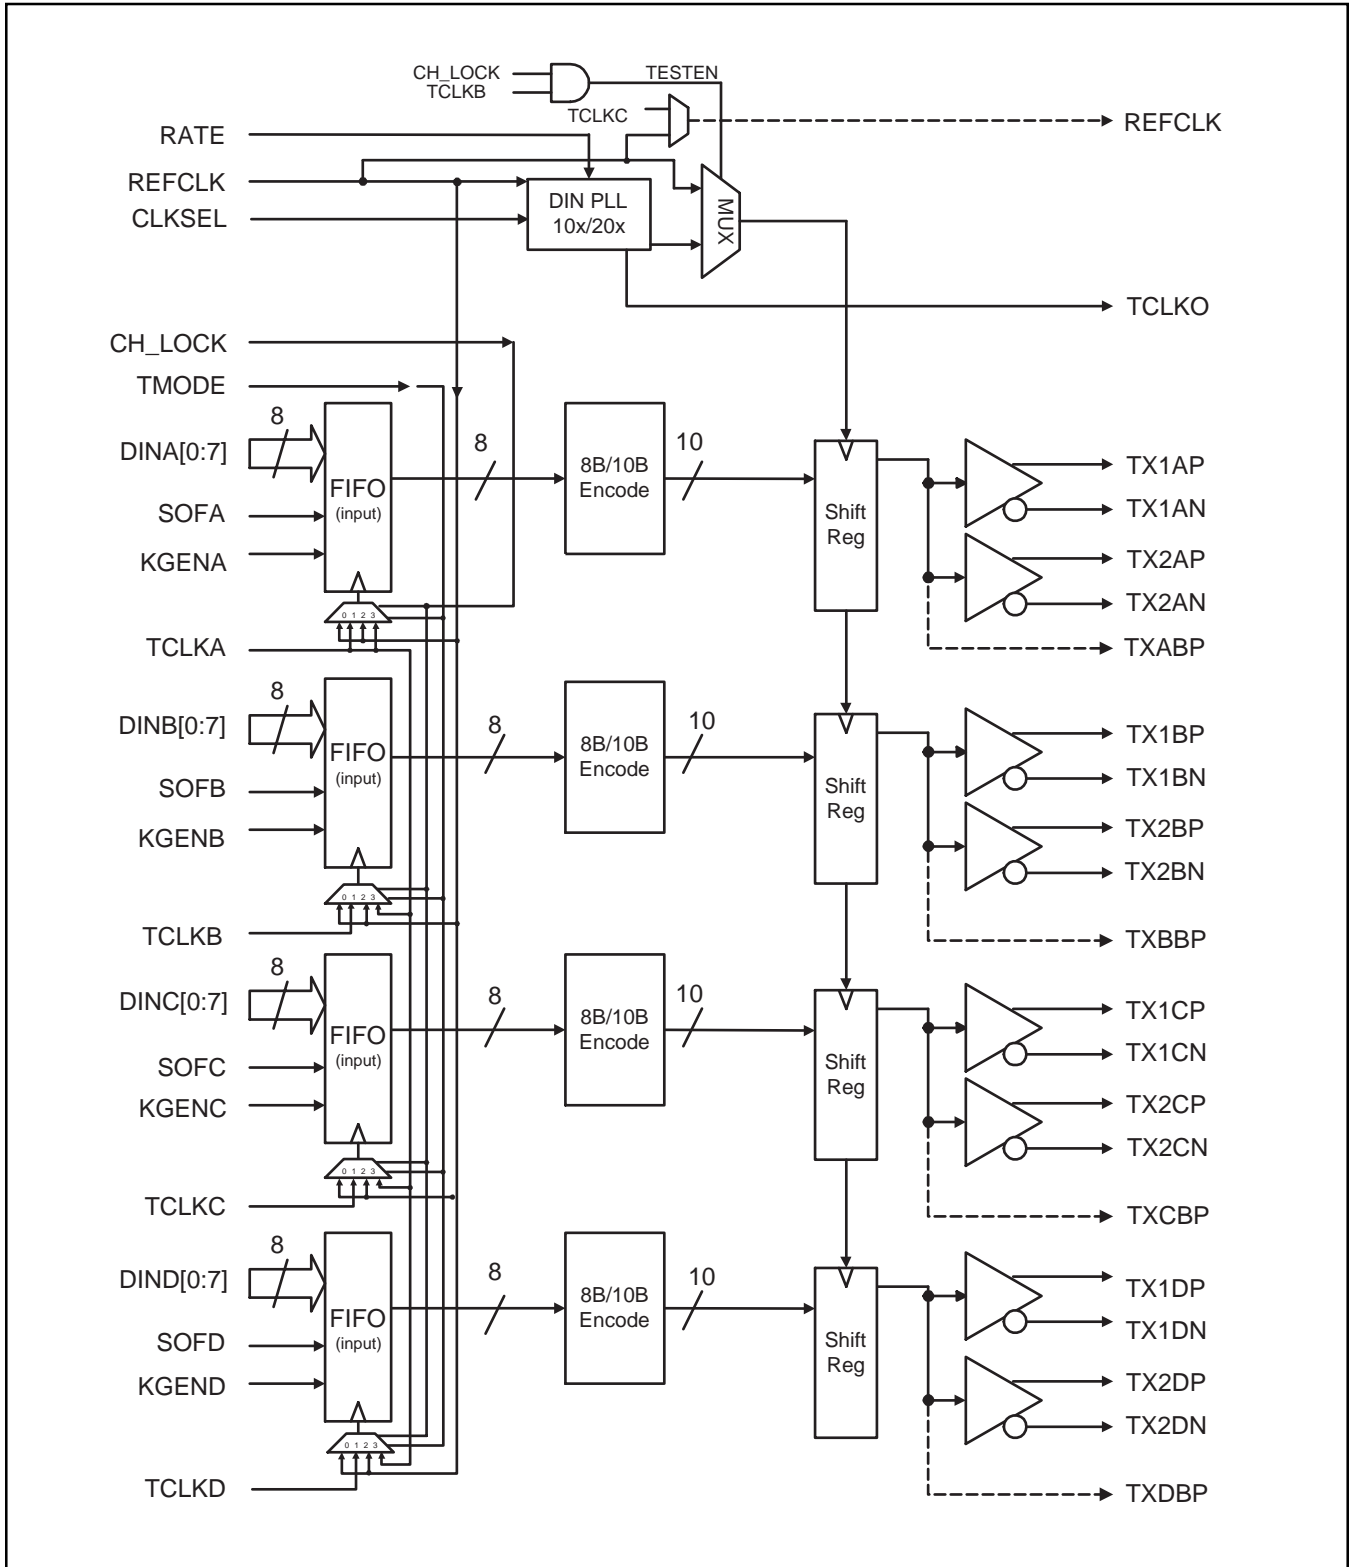 CH_LOCK
TCLKB
TESTEN
TCLKC
REFCLK
RATE
REFCLK
CLKSEL
DIN PLL
10x/20x
MUX
TCLKO
CH_LOCK
TMODE
8
DINA[0:7]
SOFA
KGENA
FIFO
(input)
8
8B/10B
Encode
10
Shift
Reg
TX1AP
TX1AN
TX2AP
TX2AN
TXABP
0 1 2 3
TCLKA
8
DINB[0:7]
SOFB
KGENB
FIFO
(input)
8
8B/10B
Encode
10
Shift
Reg
TX1BP
TX1BN
TX2BP
TX2BN
TXBBP
0 1 2 3
TCLKB
8
DINC[0:7]
SOFC
KGENC
FIFO
(input)
8
8B/10B
Encode
10
Shift
Reg
TX1CP
TX1CN
TX2CP
TX2CN
TXCBP
0 1 2 3
TCLKC
8
DIND[0:7]
SOFD
KGEND
FIFO
(input)
8
8B/10B
Encode
10
Shift
Reg
TX1DP
TX1DN
TX2DP
TX2DN
TXDBP
0 1 2 3
TCLKD